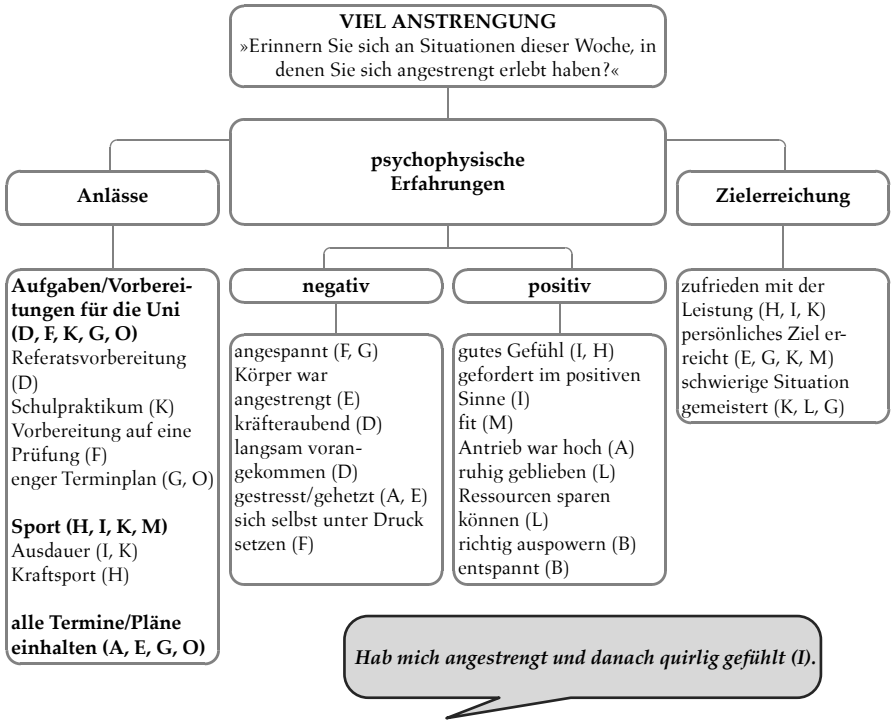 VIEL ANSTRENGUNG
»Erinnern Sie sich an Situationen dieser Woche, in
denen Sie sich angestrengt erlebt haben?«
psychophysische
Erfahrungen
Anlässe
Zielerreichung
Aufgaben/Vorberei-
tungen für die Uni
(D, F, K, G, O)
Referatsvorbereitung
(D)
Schulpraktikum (K)
Vorbereitung auf eine
Prüfung (F)
enger Terminplan (G, O)
Sport (H, I, K, M)
Ausdauer (I, K)
Kraftsport (H)
alle Termine/Pläne
einhalten (A, E, G, O)
negativ
angespannt (F, G)
Körper war
angestrengt (E)
kräfteraubend (D)
langsam voran-
gekommen (D)
gestresst/gehetzt (A, E)
sich selbst unter Druck
setzen (F)
positiv
gutes Gefühl (I, H)
gefordert im positiven
Sinne (I)
fit (M)
Antrieb war hoch (A)
ruhig geblieben (L)
Ressourcen sparen
können (L)
richtig auspowern (B)
entspannt (B)
zufrieden mit der
Leistung (H, I, K)
persönliches Ziel er-
reicht (E, G, K, M)
schwierige Situation
gemeistert (K, L, G)
Hab mich angestrengt und danach quirlig gefühlt (I).